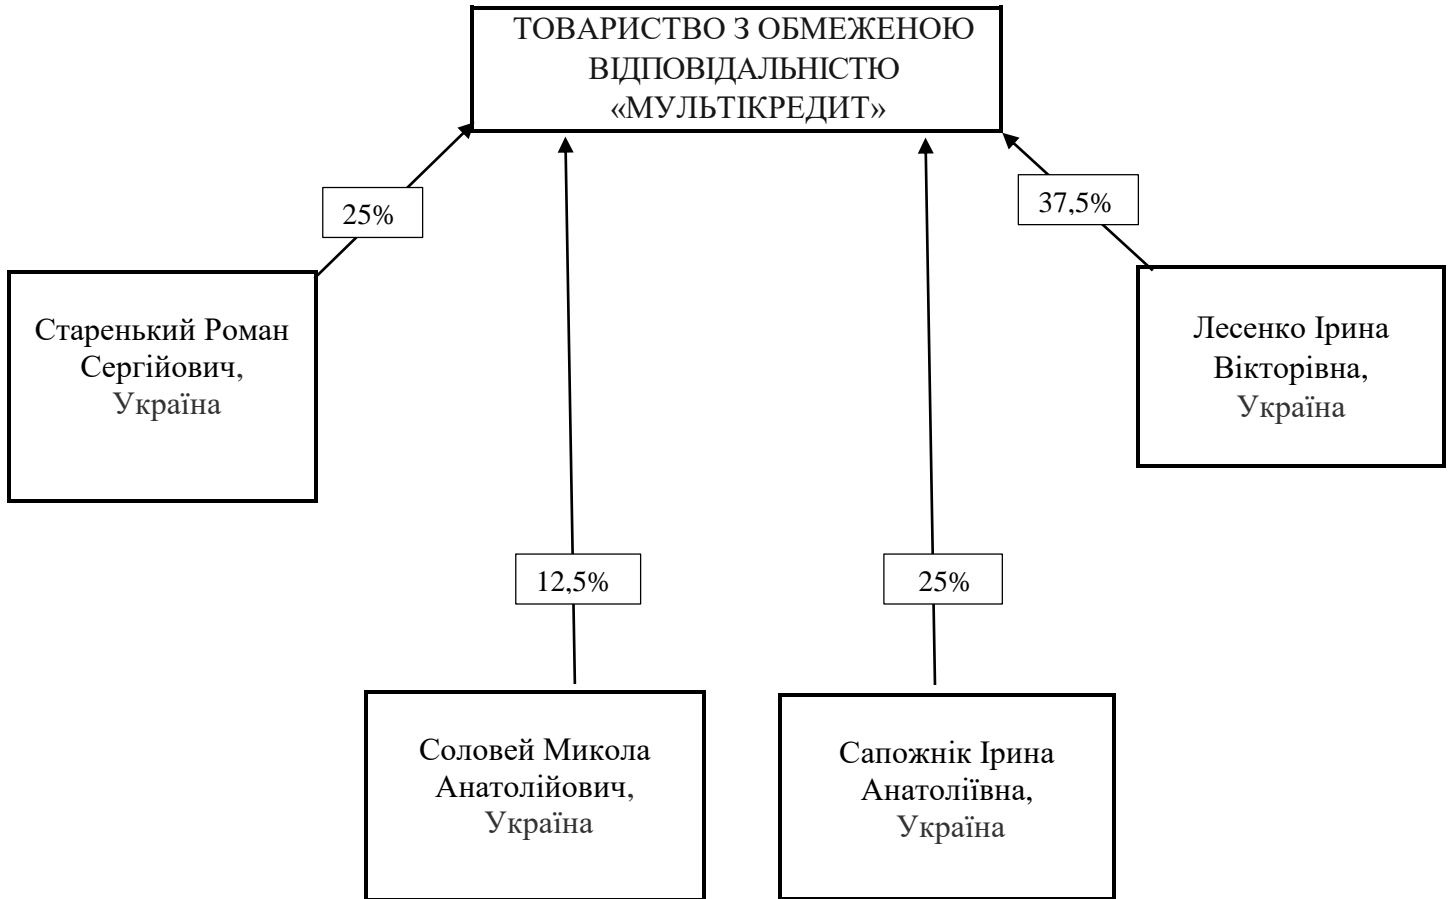 ТОВАРИСТВО З ОБМЕЖЕНОЮ
ВІДПОВІДАЛЬНІСТЮ
«МУЛЬТІКРЕДИТ»
25%
37,5%
Старенький Роман
Сергійович,
Україна
Лесенко Ірина
Вікторівна,
Україна
12,5%
25%
Соловей Микола
Анатолійович,
Україна
Сапожнік Ірина
Анатоліївна,
Україна